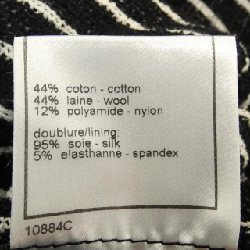 44% coton - cotton
44% laine - wool
12% polyamide - nylon
doublure/lining:
95% soie - silk
5% elasthanne - spandex
10884C